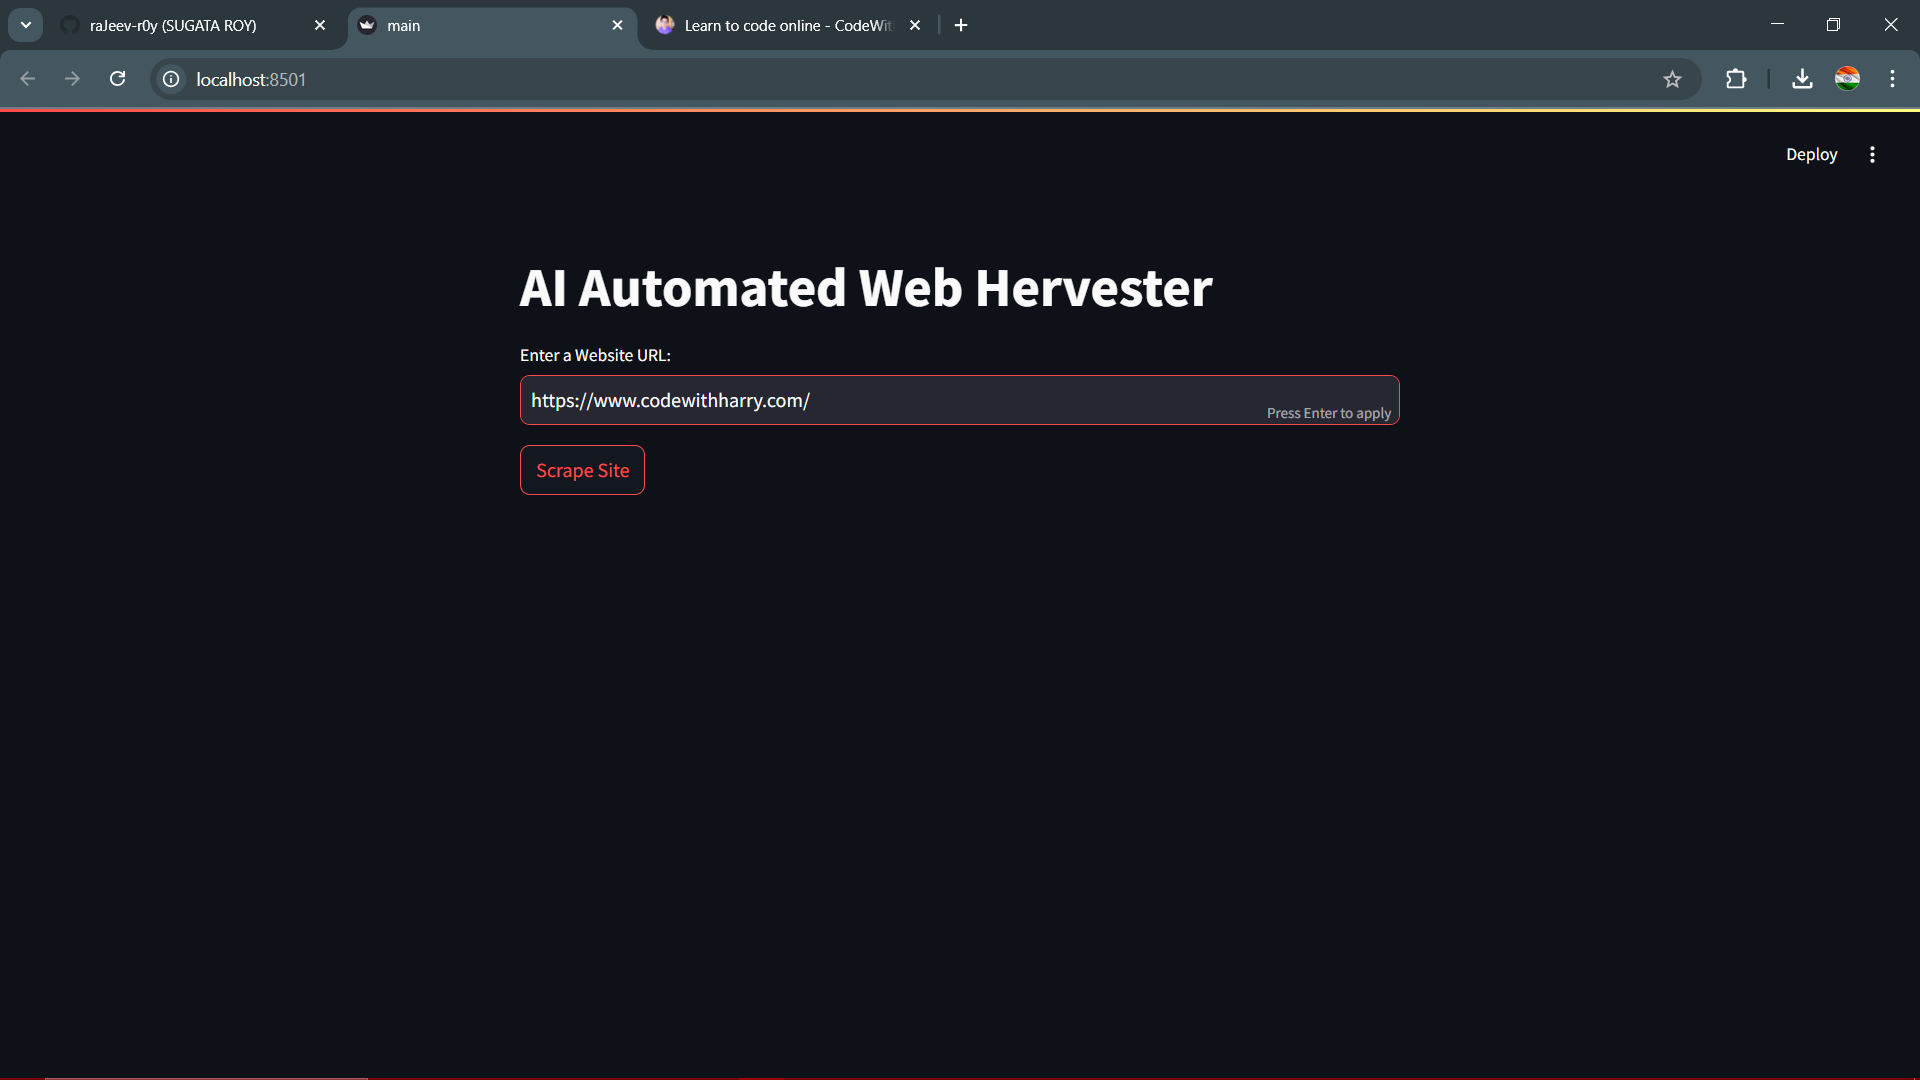 raJeev-r0y (SUGATA ROY)
main
Learn to code online - CodeWit
localhost:8501
Deploy
AI Automated Web Hervester
Enter a Website URL:
https://www.codewithharry.com/
Press Enter to apply
Scrape Site